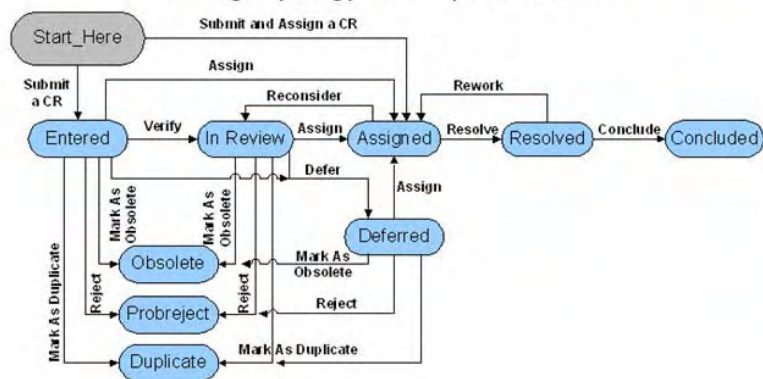 Submit and Assign a CR
Start_Here
Submit
a CR
Assign
Reconsider
Rework
Entered
Verify
In Review
Assign
Assigned
Resolve
Resolved
Conclude
Concluded
Defer
Assign
Mark As
Obsolete
Mark As
Obsolete
Deferred
Obsolete
Mark As
Obsolete
Mark As Duplicate
Reject
Probreject
Reject
Reject
Duplicate
Mark As Duplicate